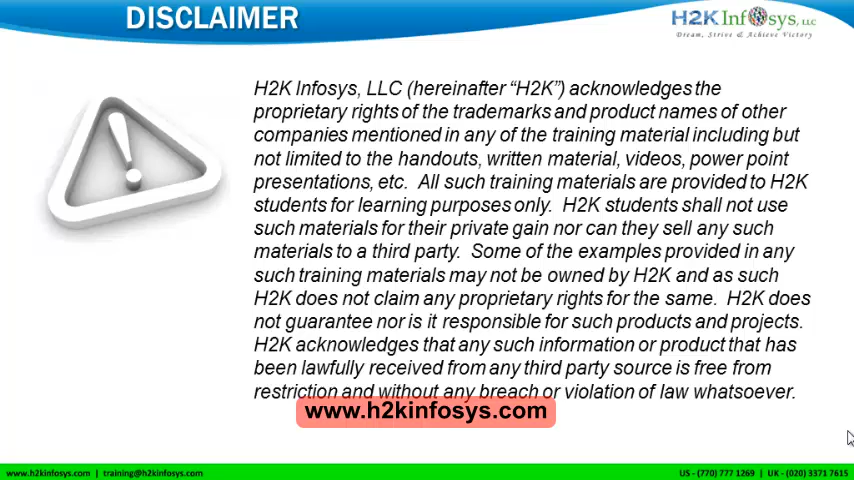 DISCLAIMER
H2K Infosys, LLC
Dream, Strive & Achieve Victory
H2K Infosys, LLC (hereinafter “H2K”) acknowledges the
proprietary rights of the trademarks and product names of other
companies mentioned in any of the training material including but
not limited to the handouts, written material, videos, power point
presentations, etc. All such training materials are provided to H2K
students for learning purposes only. H2K students shall not use
such materials for their private gain nor can they sell any such
materials to a third party. Some of the examples provided in any
such training materials may not be owned by H2K and as such
H2K does not claim any proprietary rights for the same. H2K does
not guarantee nor is it responsible for such products and projects.
H2K acknowledges that any such information or product that has
been lawfully received from any third party source is free from
restriction and without any breach or violation of law whatsoever.
www.h2kinfosys.com
www.h2kinfosys.com | training@h2kinfosys.com
US - (770) 777 1269 | UK - (020) 3371 7615